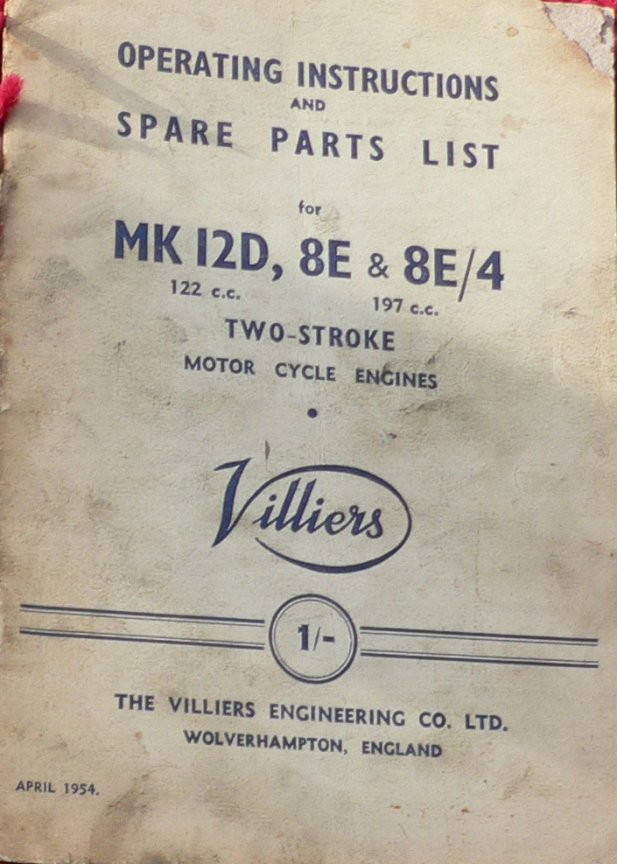 OPERATING INSTRUCTIONS
AND
SPARE PARTS LIST
for
MK 12D, 8E & 8E/4
122 c.c. 197 c.c.
TWO-STROKE
MOTOR CYCLE ENGINES
•
Villiers
1/-
THE VILLIERS ENGINEERING CO. LTD.
WOLVERHAMPTON, ENGLAND
APRIL 1954.